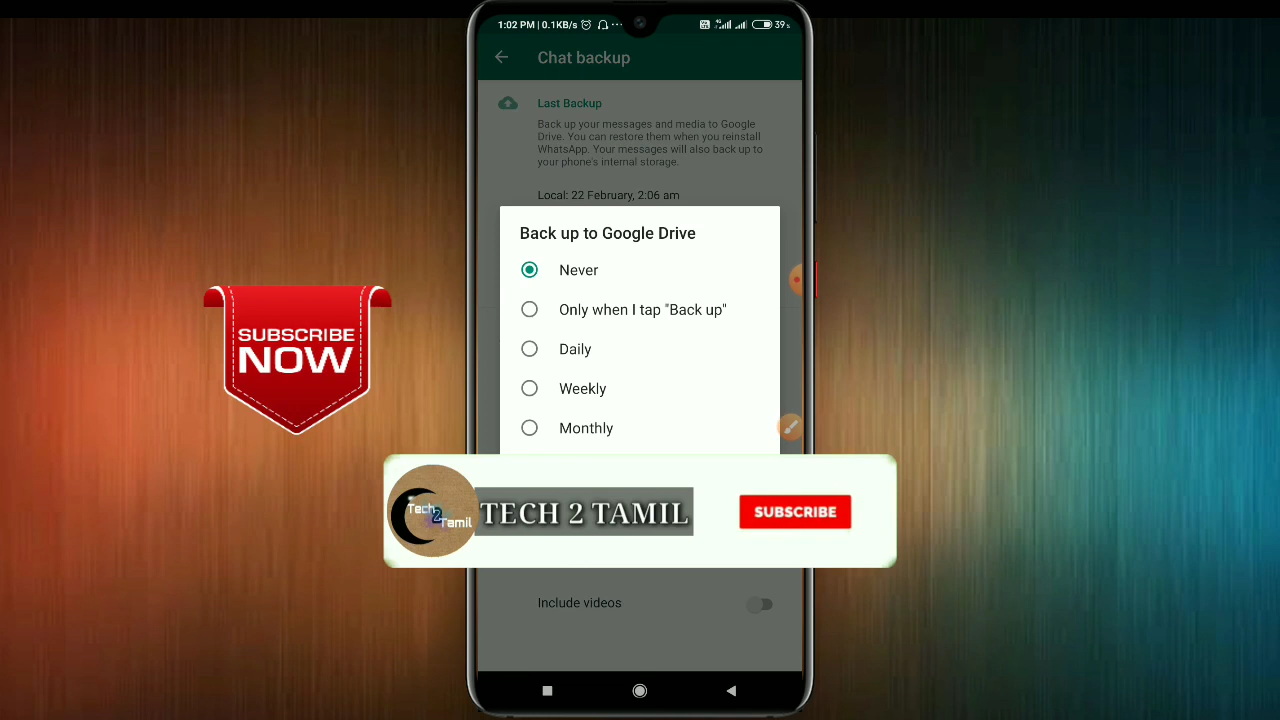 1:02 PM | 0.1KB/s
39%
Chat backup
Last Backup
Back up your messages and media to Google
Drive. You can restore them when you reinstall
WhatsApp. Your messages will also back up to
your phone's internal storage.
Local: 22 February, 2:06 am
Back up to Google Drive
Never
Only when I tap "Back up"
Daily
Weekly
Monthly
SUBSCRIBE
NOW
Tech
2
Tamil
TECH 2 TAMIL
SUBSCRIBE
Include videos